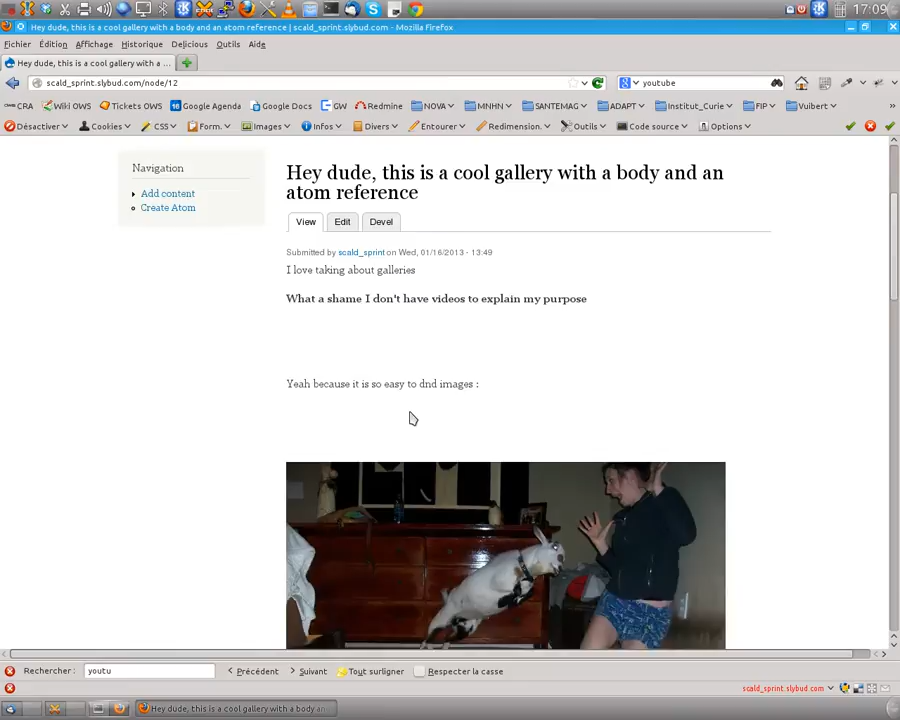 17:09
Hey dude, this is a cool gallery with a body and an atom reference | scald_sprint.slybud.com - Mozilla Firefox
Fichier Édition Affichage Historique Delicious Outils Aide
Hey dude, this is a cool gallery with a ...
scald_sprint.slybud.com/node/12 youtube
CRA Wiki OWS Tickets OWS Google Agenda Google Docs GW Redmine NOVA MNHN SANTEMAG ADAPT Institut_Curie FIP Vuibert
Désactiver Cookies CSS Form. Images Infos Divers Entourer Redimension. Outils Code source Options
Navigation
Add content
Create Atom
Hey dude, this is a cool gallery with a body and an
atom reference
View Edit Devel
Submitted by scald_sprint on Wed, 01/16/2013 - 13:49
I love taking about galleries
What a shame I don't have videos to explain my purpose
Yeah because it is so easy to dnd images :
Rechercher : youtu Précédent Suivant Tout surligner Respecter la casse
scald_sprint.slybud.com
Hey dude, this is a cool gallery with a body an